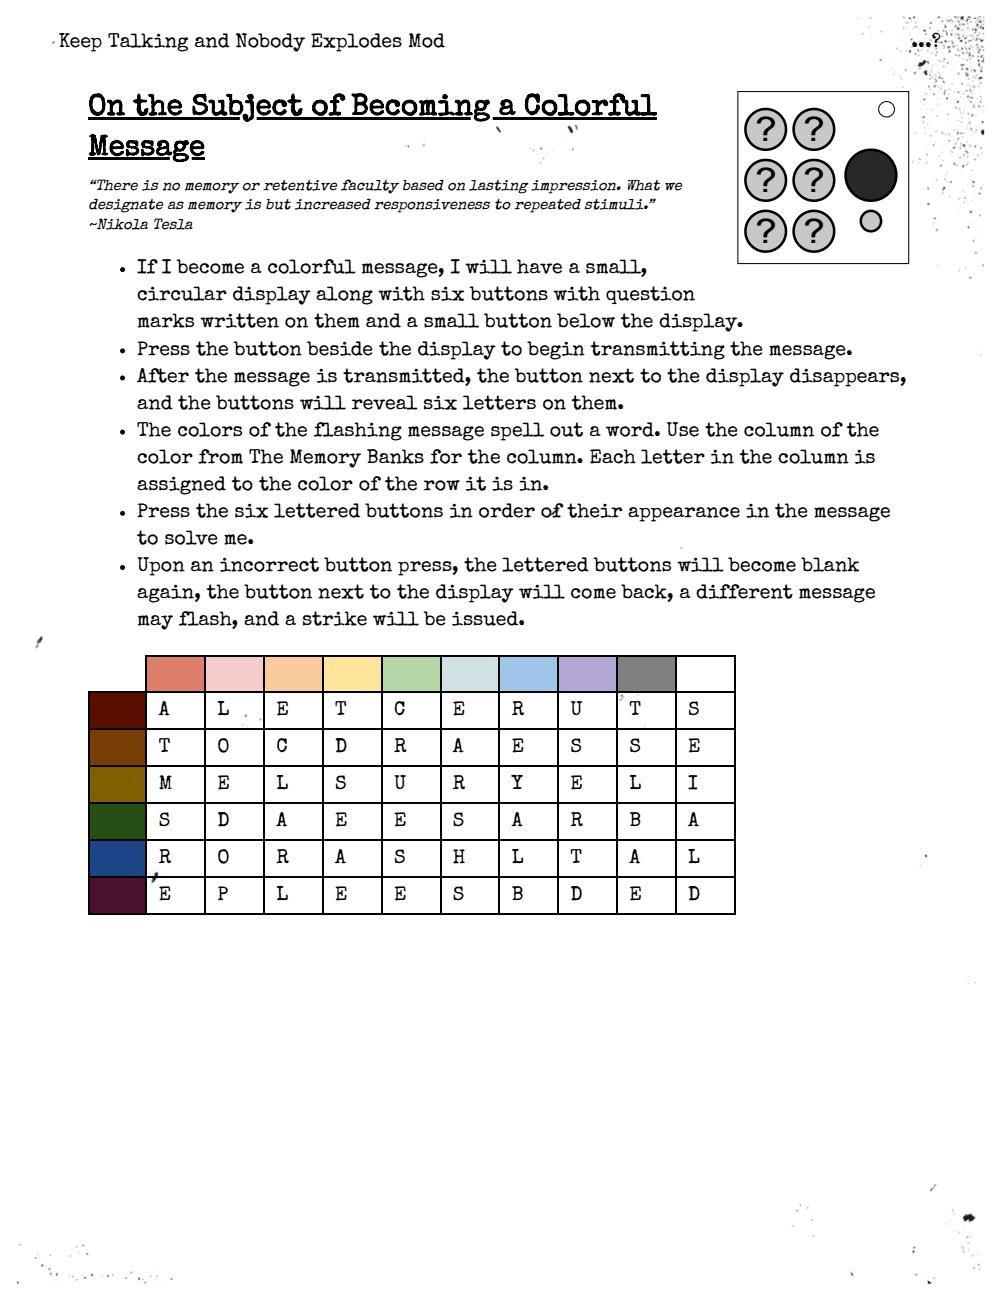 Keep Talking and Nobody Explodes Mod
...?
On the Subject of Becoming a Colorful
Message
“There is no memory or retentive faculty based on lasting impression. What we
designate as memory is but increased responsiveness to repeated stimuli.”
~Nikola Tesla
? ?
? ?
? ?
• If I become a colorful message, I will have a small,
circular display along with six buttons with question
marks written on them and a small button below the display.
• Press the button beside the display to begin transmitting the message.
• After the message is transmitted, the button next to the display disappears,
and the buttons will reveal six letters on them.
• The colors of the flashing message spell out a word. Use the column of the
color from The Memory Banks for the column. Each letter in the column is
assigned to the color of the row it is in.
• Press the six lettered buttons in order of their appearance in the message
to solve me.
• Upon an incorrect button press, the lettered buttons will become blank
again, the button next to the display will come back, a different message
may flash, and a strike will be issued.
A L E T C E R U T S
T O C D R A E S S E
M E L S U R Y E L I
S D A E E S A R B A
R O R A S H L T A L
E P L E E S B D E D